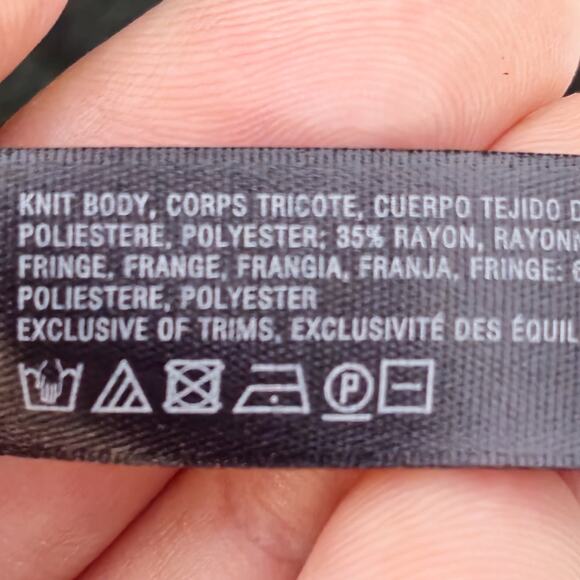 KNIT BODY, CORPS TRICOTE, CUERPO TEJIDO
POLIESTERE, POLYESTER; 35% RAYON,
FRINGE, FRANGE, FRANGIA, FRANJA, FRINGE:
POLIESTERE, POLYESTER
EXCLUSIVE OF TRIMS, EXCLUSIVITÉ DES
P